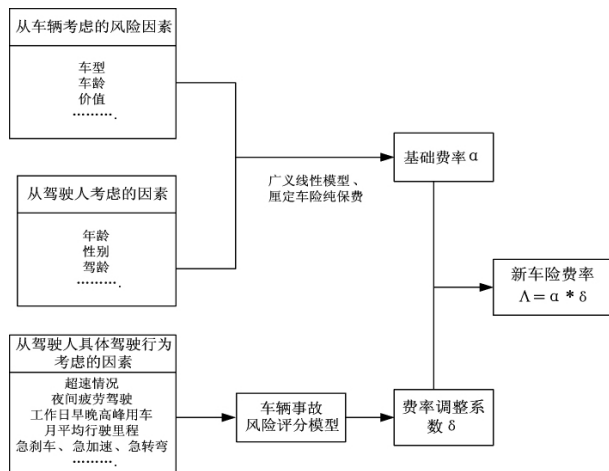 从车辆考虑的风险因素
车型
车龄
价值
……….
从驾驶人考虑的因素
年龄
性别
驾龄
……….
从驾驶人具体驾驶行为
考虑的因素
超速情况
夜间疲劳驾驶
工作日早晚高峰用车
月平均行驶里程
急刹车、急加速、急转弯
……….
广义线性模型、
厘定车险纯保费
车辆事故
风险评分模型
基础费率α
费率调整系
数δ
新车险费率
Λ=α*δ